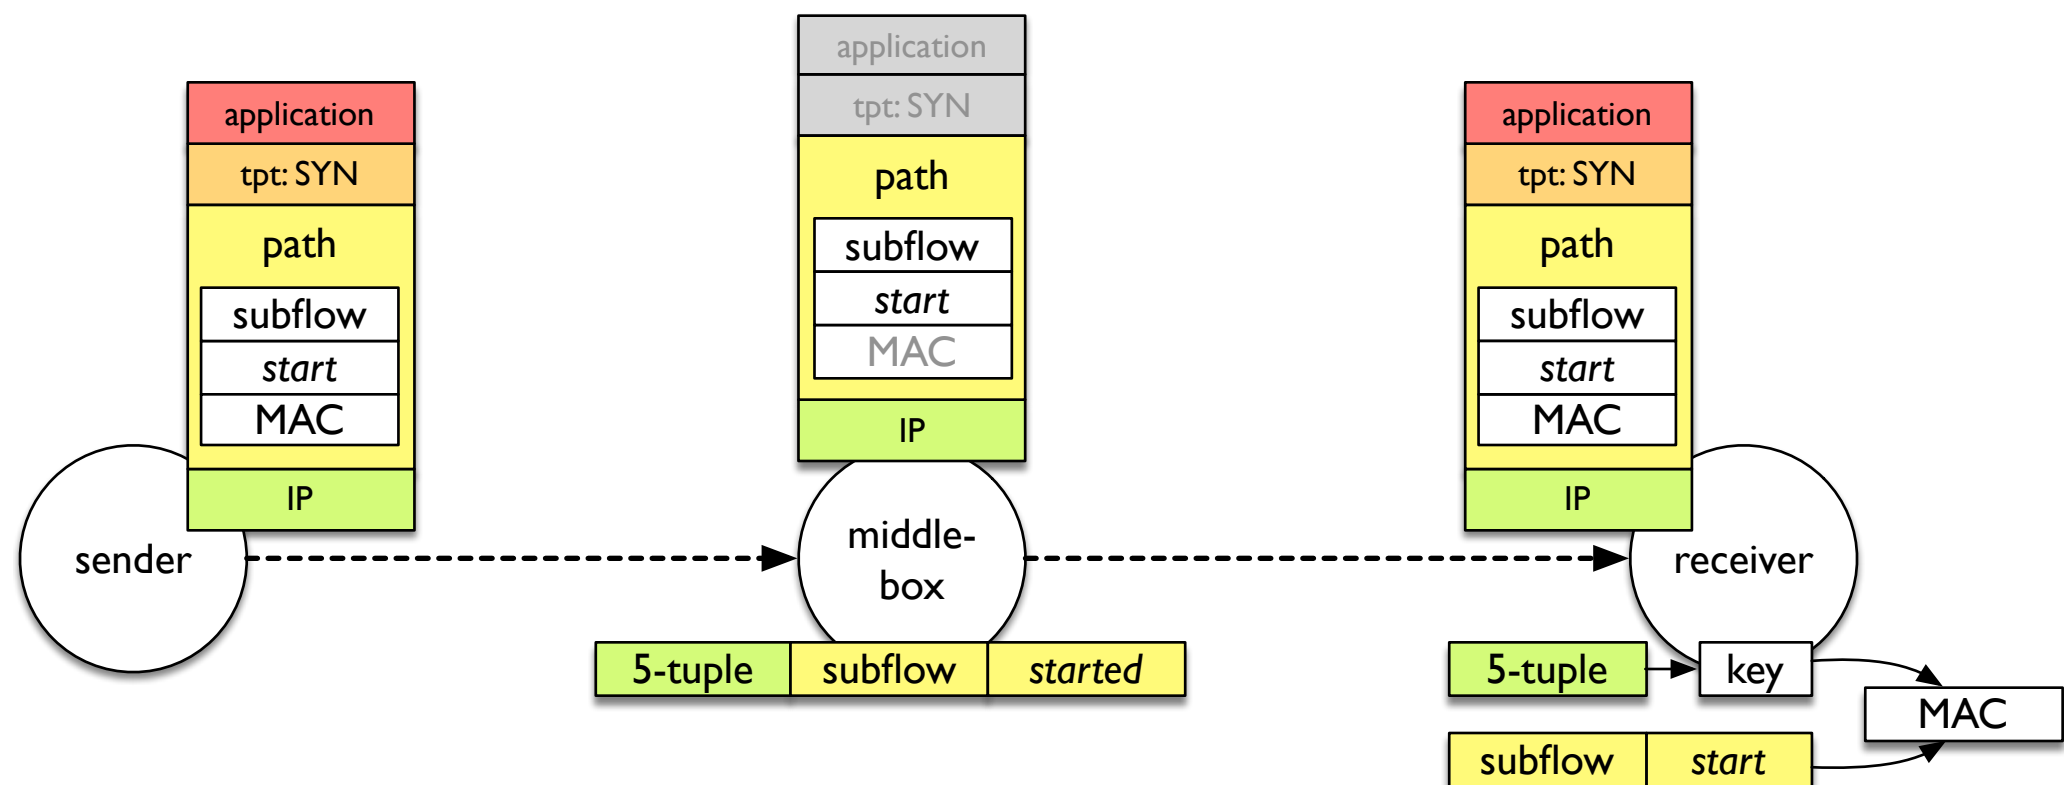 application
tpt: SYN
path
subflow
start
MAC
IP
sender
application
tpt: SYN
path
subflow
start
MAC
IP
middle-
box
5-tuple subflow started
application
tpt: SYN
path
subflow
start
MAC
IP
receiver
5-tuple key
MAC
subflow start